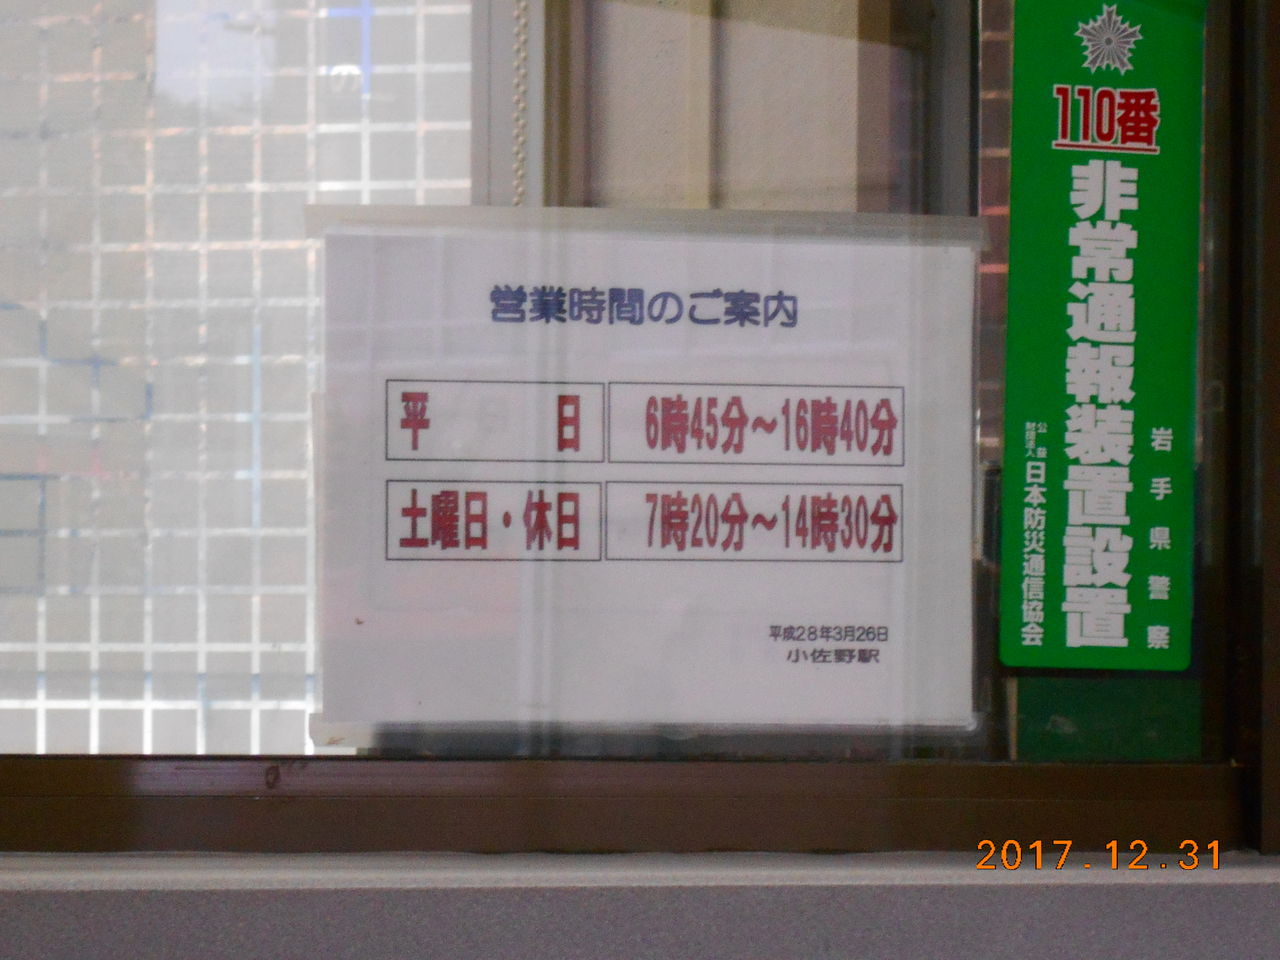 営業時間のご案内
平 日 6時45分～16時40分
土曜日・休日 7時20分～14時30分
平成28年3月26日
小佐野駅
110番
非常通報装置設置
岩手県警察
公益財団法人 日本防災通信協会
の
2017.12.31